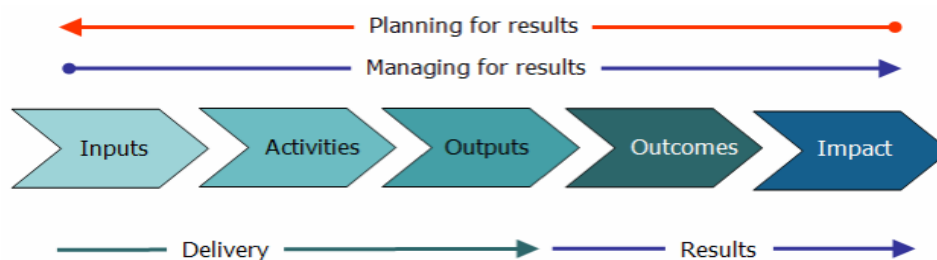 Planning for results
Managing for results
Inputs Activities Outputs Outcomes Impact
Delivery Results